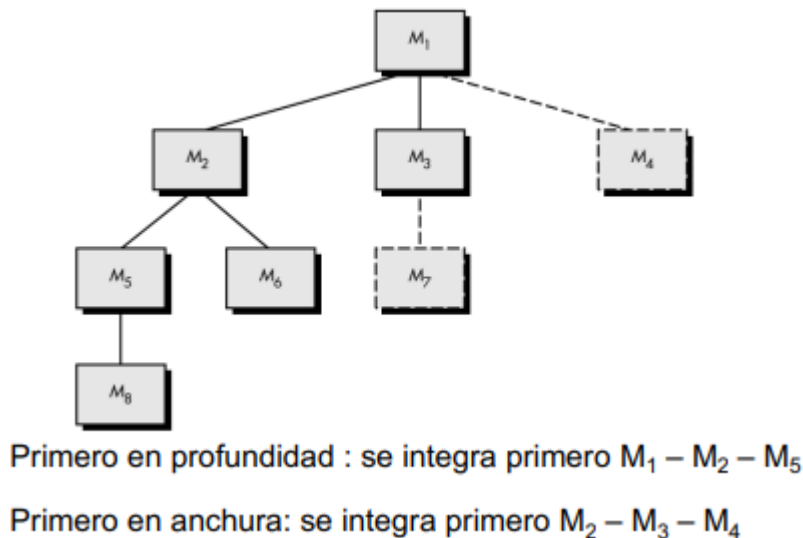 M₁
M₂ M₃ M₄
M₅ M₆ M₇
M₈
Primero en profundidad : se integra primero M₁ – M₂ – M₅
Primero en anchura: se integra primero M₂ – M₃ – M₄